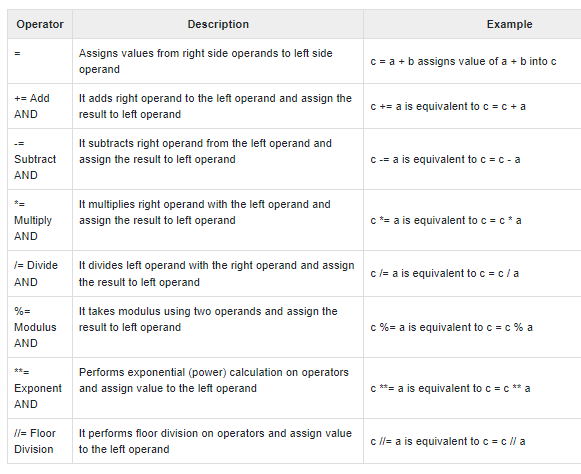 Operator Description Example
= Assigns values from right side operands to left side
operand
c = a + b assigns value of a + b into c
+= Add
AND
It adds right operand to the left operand and assign the
result to left operand
c += a is equivalent to c = c + a
-=
Subtract
AND
It subtracts right operand from the left operand and
assign the result to left operand
c -= a is equivalent to c = c - a
*=
Multiply
AND
It multiplies right operand with the left operand and
assign the result to left operand
c *= a is equivalent to c = c * a
/= Divide
AND
It divides left operand with the right operand and assign
the result to left operand
c /= a is equivalent to c = c / a
%=
Modulus
AND
It takes modulus using two operands and assign the
result to left operand
c %= a is equivalent to c = c % a
**=
Exponent
AND
Performs exponential (power) calculation on operators
and assign value to the left operand
c **= a is equivalent to c = c ** a
//= Floor
Division
It performs floor division on operators and assign value
to the left operand
c //= a is equivalent to c = c // a